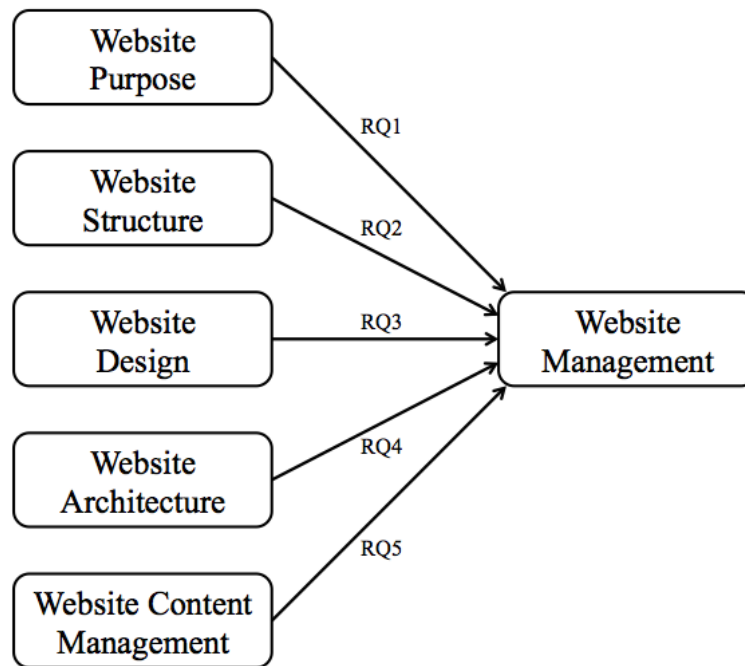 Website
Purpose
RQ1
Website
Structure
RQ2
Website
Design
RQ3
Website
Management
Website
Architecture
RQ4
Website Content
Management
RQ5